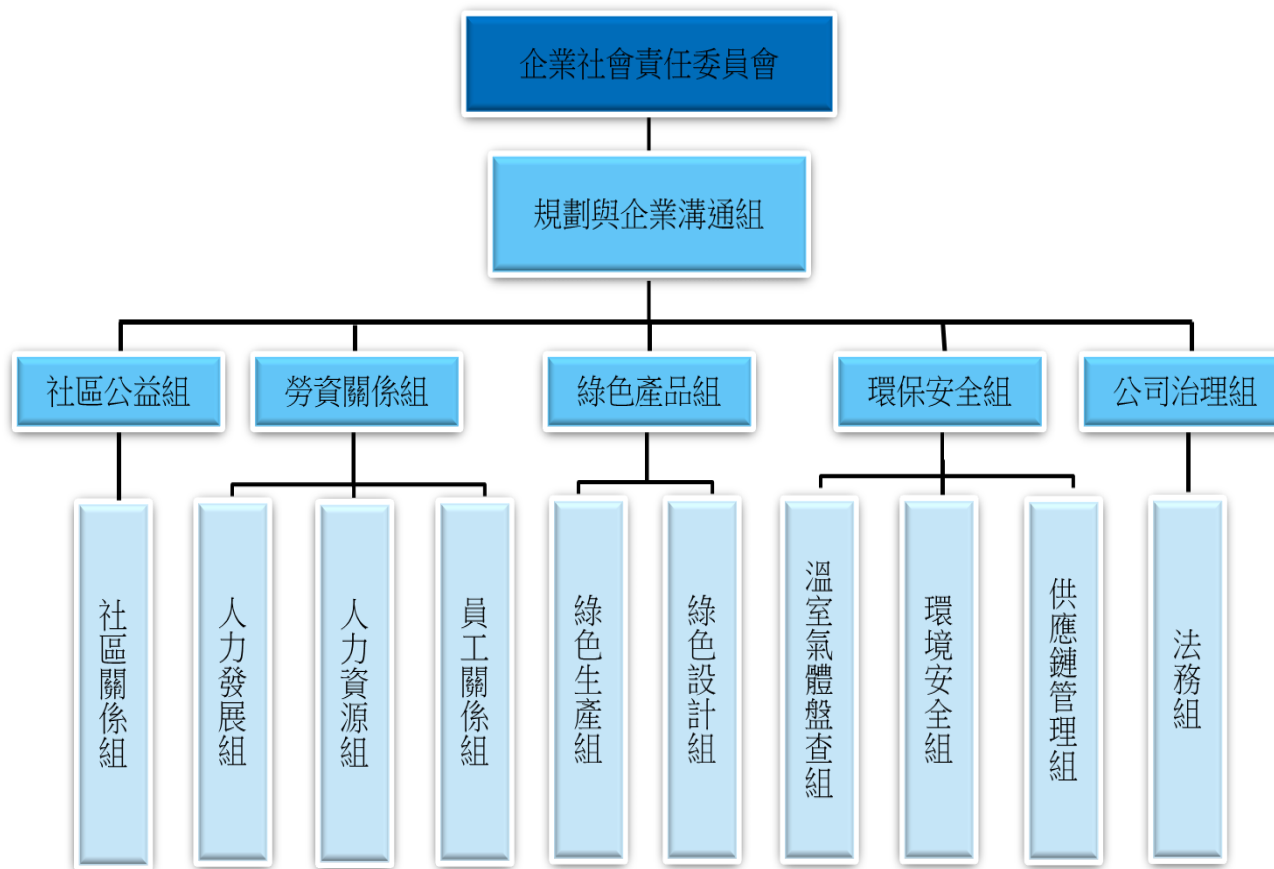 企業社會責任委員會
規劃與企業溝通組
社區公益組
勞資關係組
綠色產品組
環保安全組
公司治理組
社區關係組
人力發展組
人力資源組
員工關係組
綠色生產組
綠色設計組
溫室氣體盤查組
環境安全組
供應鏈管理組
法務組